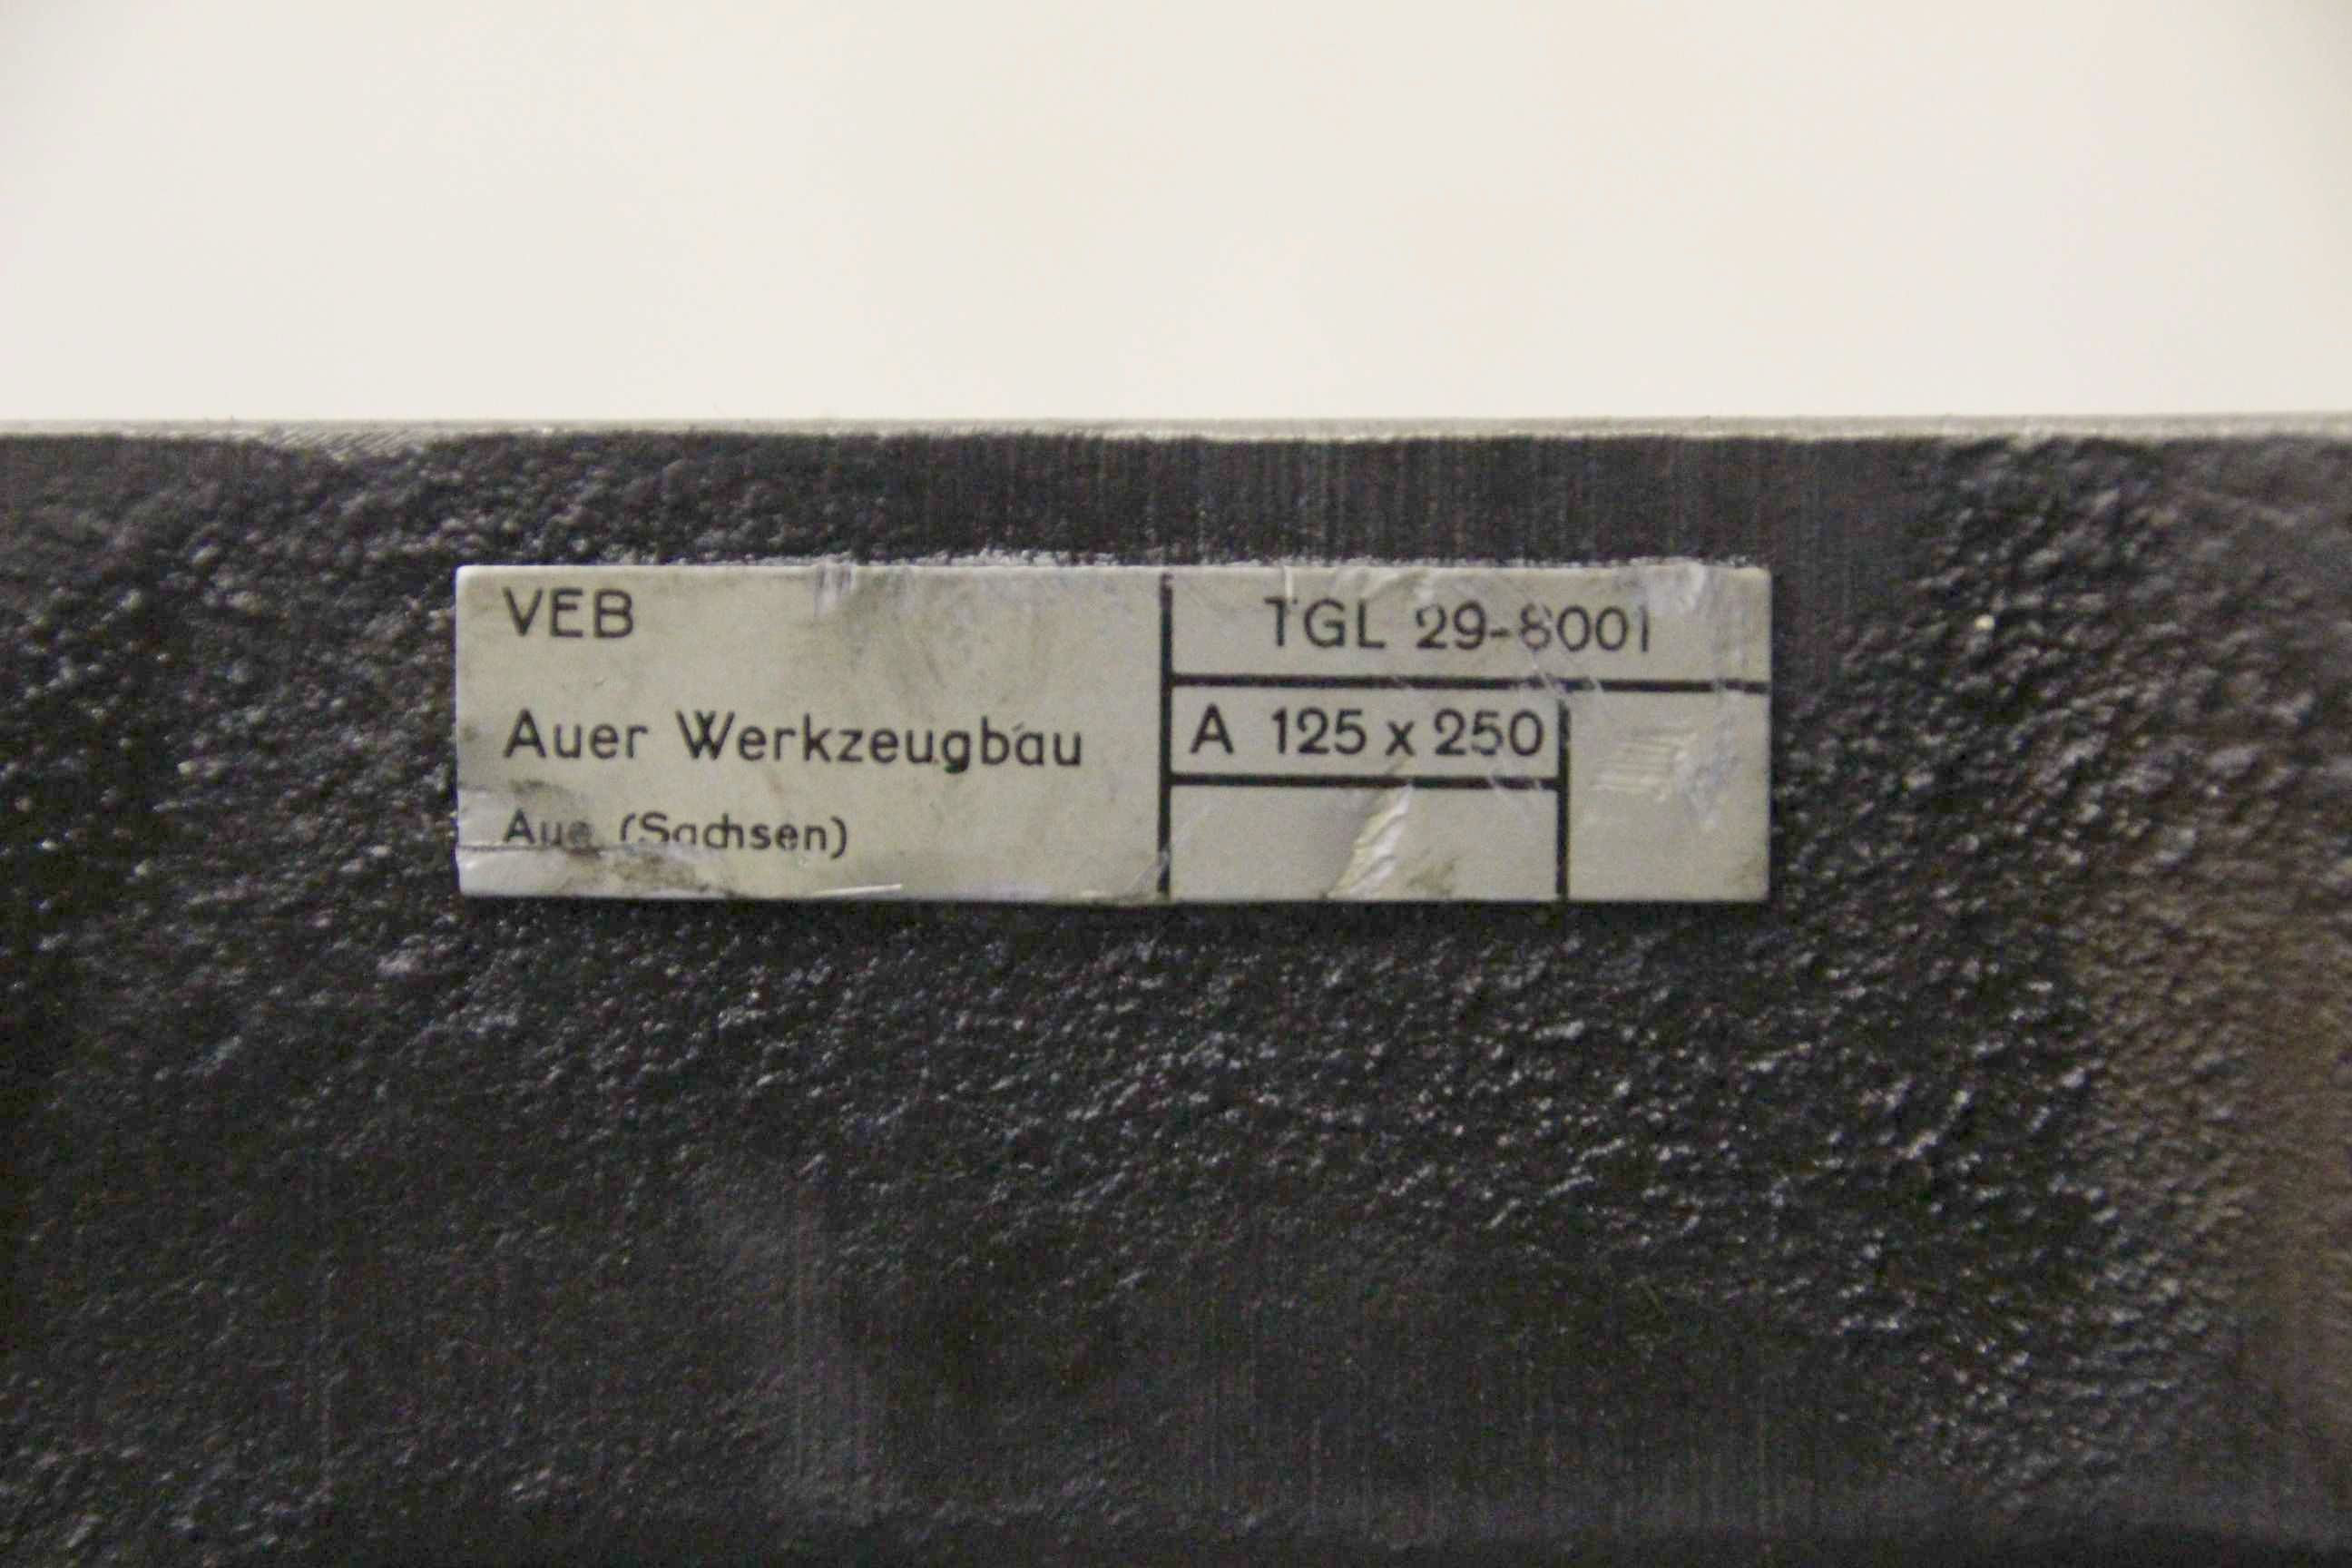 VEB
Auer Werkzeugbau
Aue (Sachsen)
TGL 29-8001
A 125 x 250